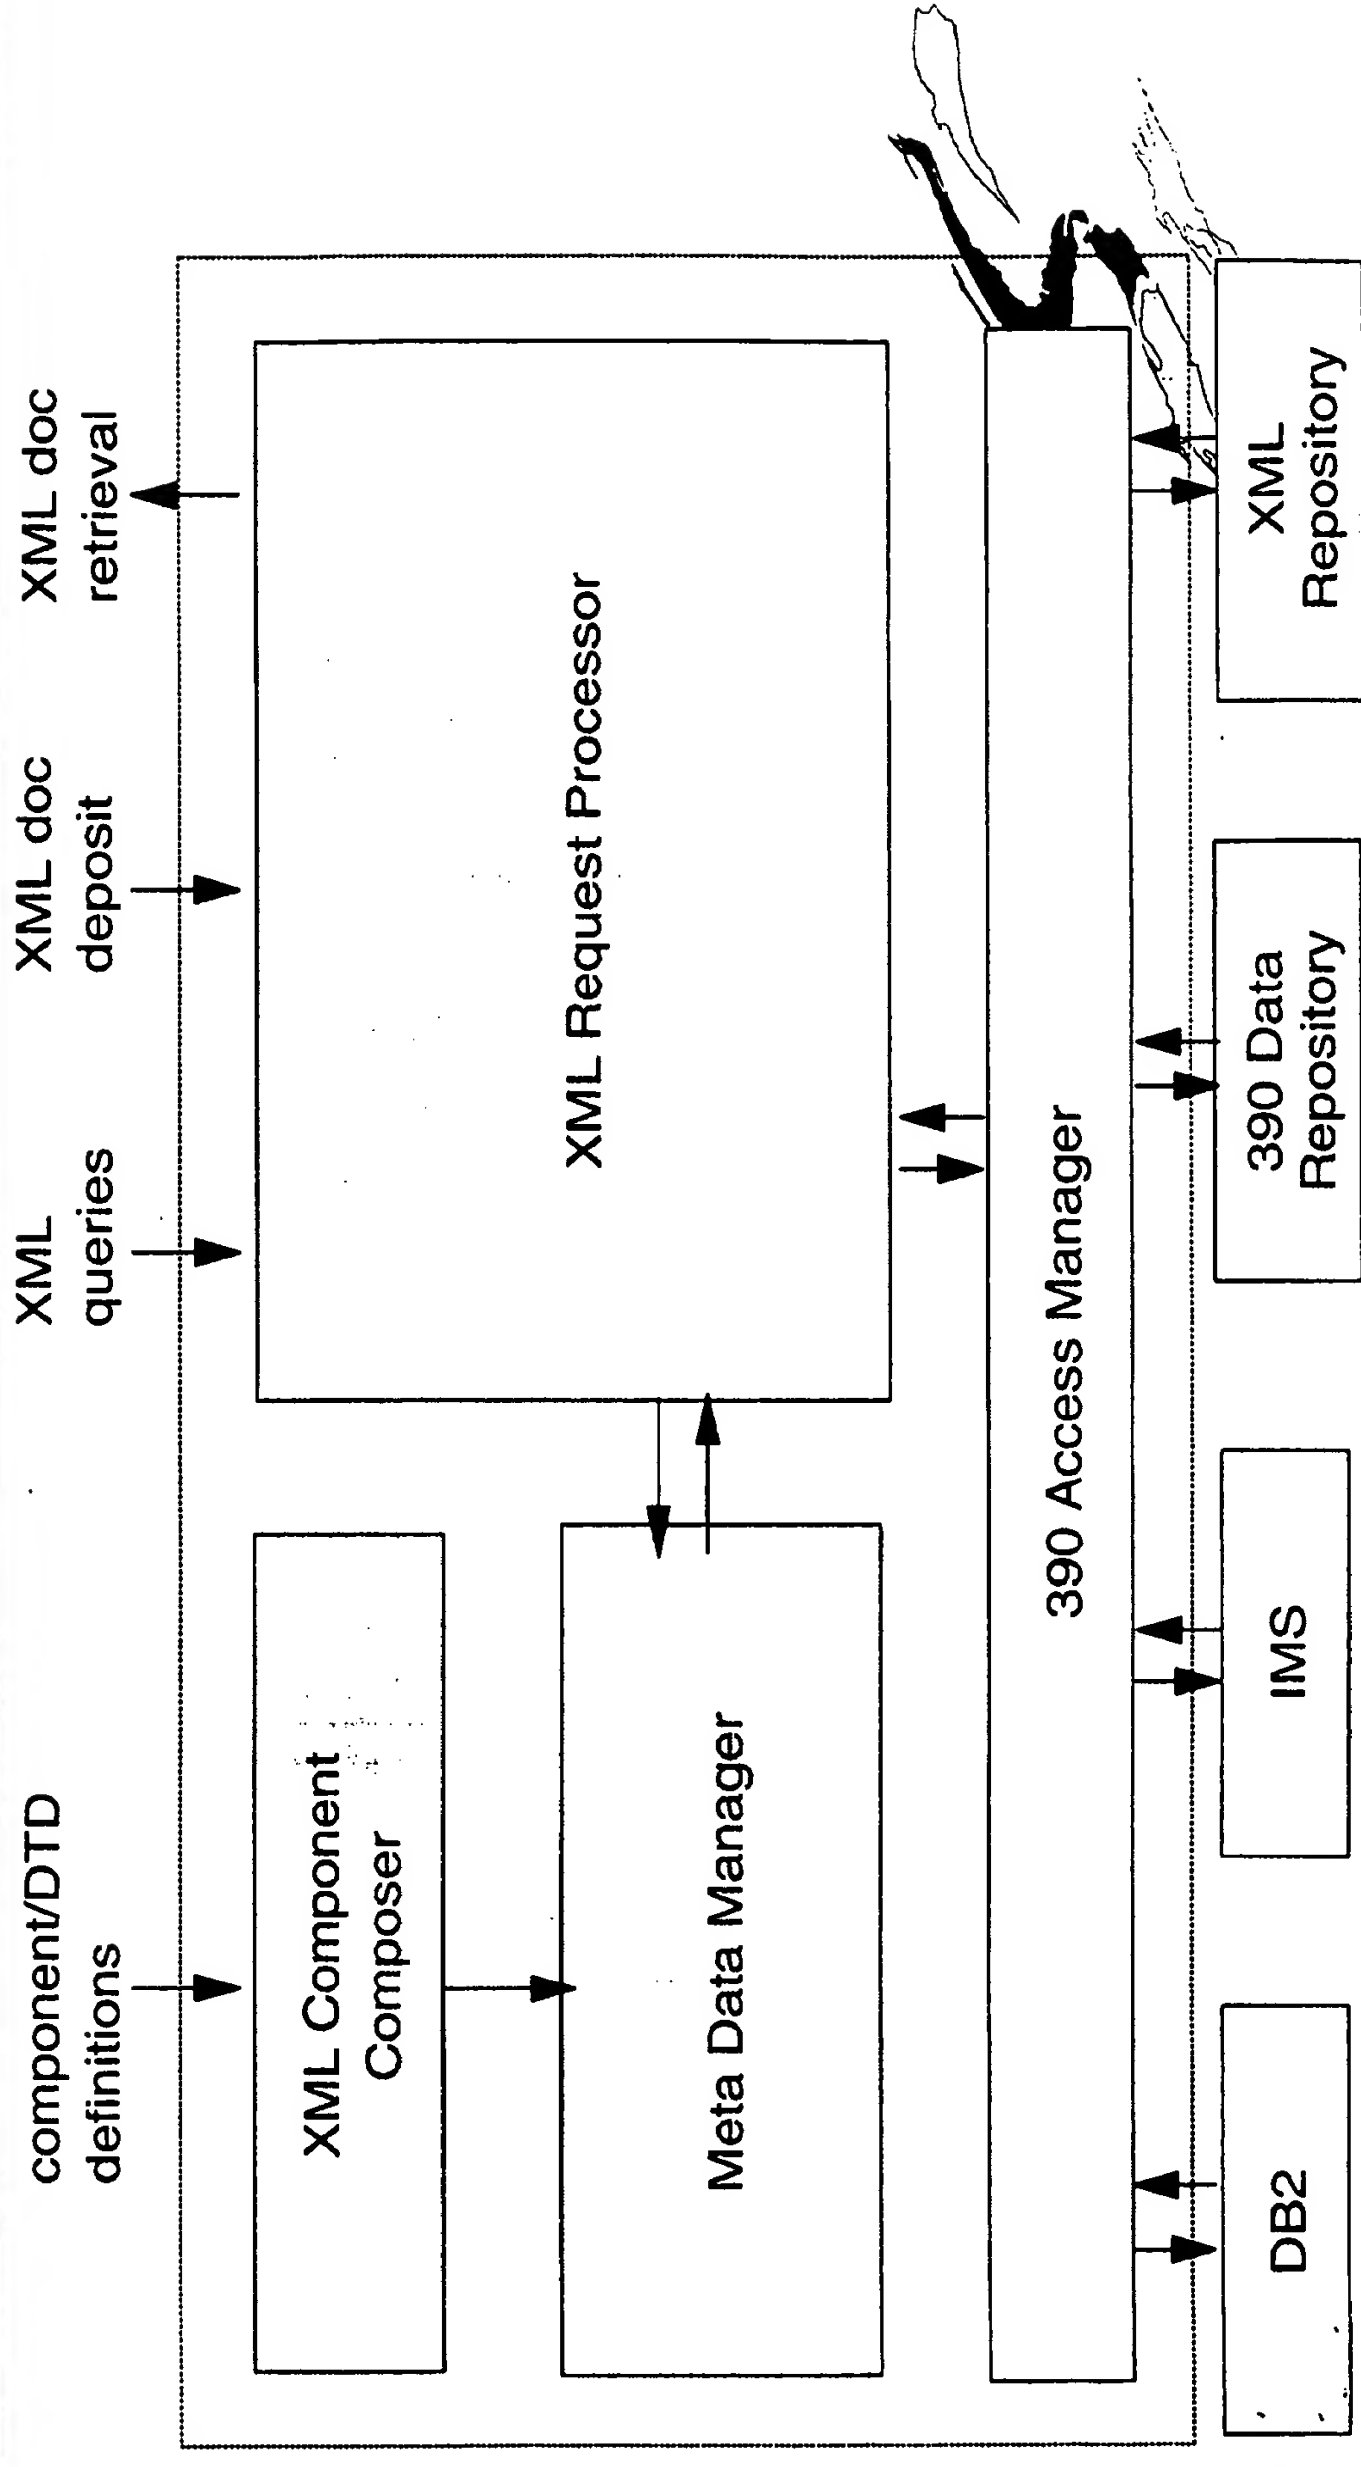 component/DTD
definitions
XML
queries
XML doc
deposit
XML doc
retrieval
XML Component
Composer
XML Request Processor
Meta Data Manager
390 Access Manager
DB2
IMS
390 Data
Repository
XML
Repository